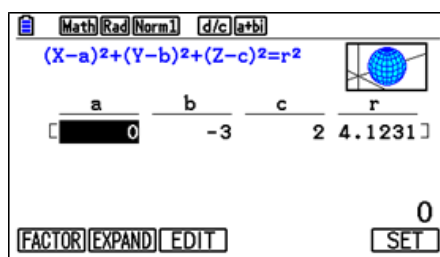 Math Rad Norm1 d/c a+bi
(X-a)²+(Y-b)²+(Z-c)²=r²
a b c r
[ 0 -3 2 4.1231 ]
0
FACTOR EXPAND EDIT SET